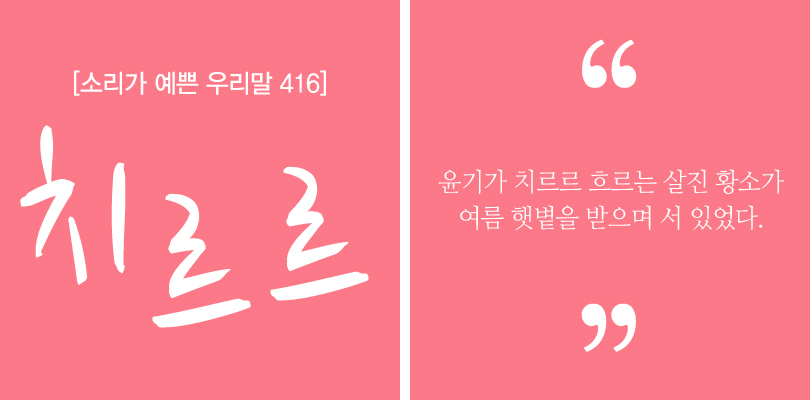 [소리가 예쁜 우리말 416]
치르르
“
윤기가 치르르 흐르는 살진 황소가
여름 햇볕을 받으며 서 있었다.
”